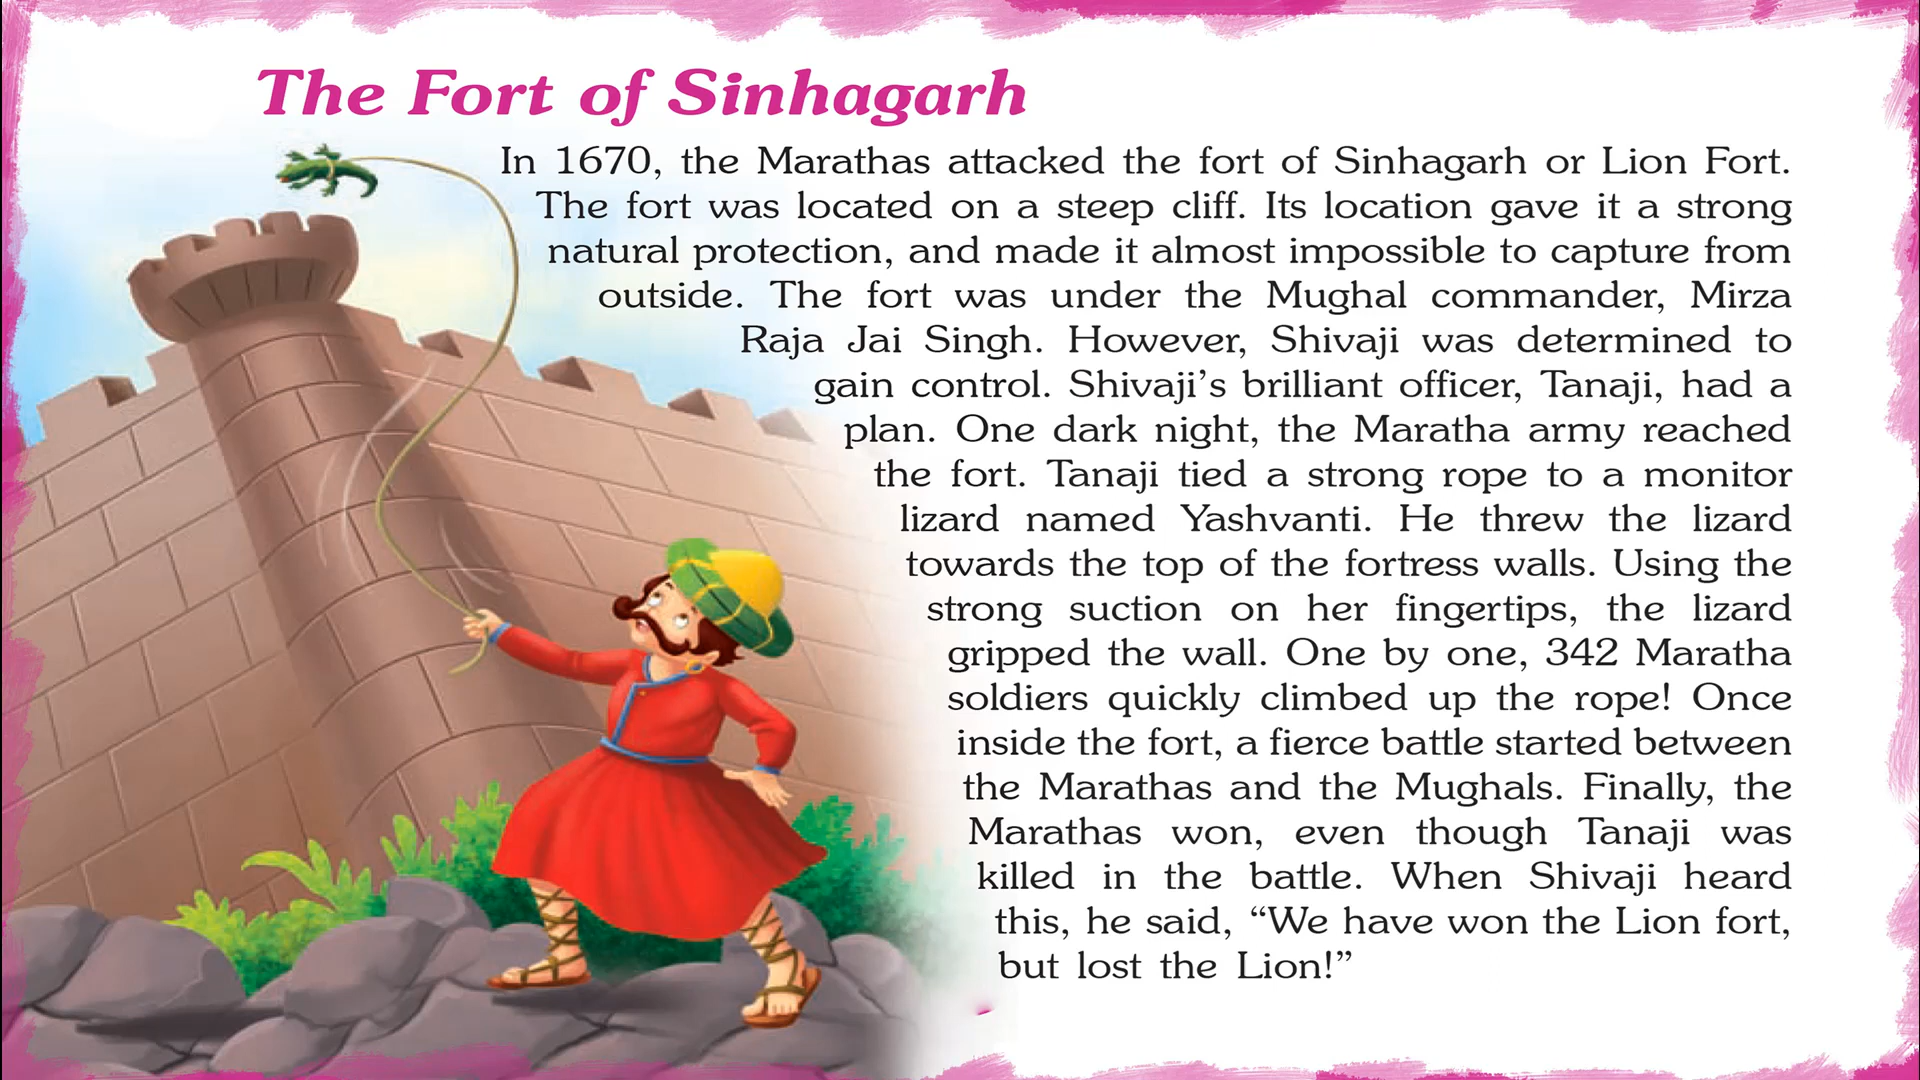 The Fort of Sinhagarh
In 1670, the Marathas attacked the fort of Sinhagarh or Lion Fort.
The fort was located on a steep cliff. Its location gave it a strong
natural protection, and made it almost impossible to capture from
outside. The fort was under the Mughal commander, Mirza
Raja Jai Singh. However, Shivaji was determined to
gain control. Shivaji’s brilliant officer, Tanaji, had a
plan. One dark night, the Maratha army reached
the fort. Tanaji tied a strong rope to a monitor
lizard named Yashvanti. He threw the lizard
towards the top of the fortress walls. Using the
strong suction on her fingertips, the lizard
gripped the wall. One by one, 342 Maratha
soldiers quickly climbed up the rope! Once
inside the fort, a fierce battle started between
the Marathas and the Mughals. Finally, the
Marathas won, even though Tanaji was
killed in the battle. When Shivaji heard
this, he said, “We have won the Lion fort,
but lost the Lion!”